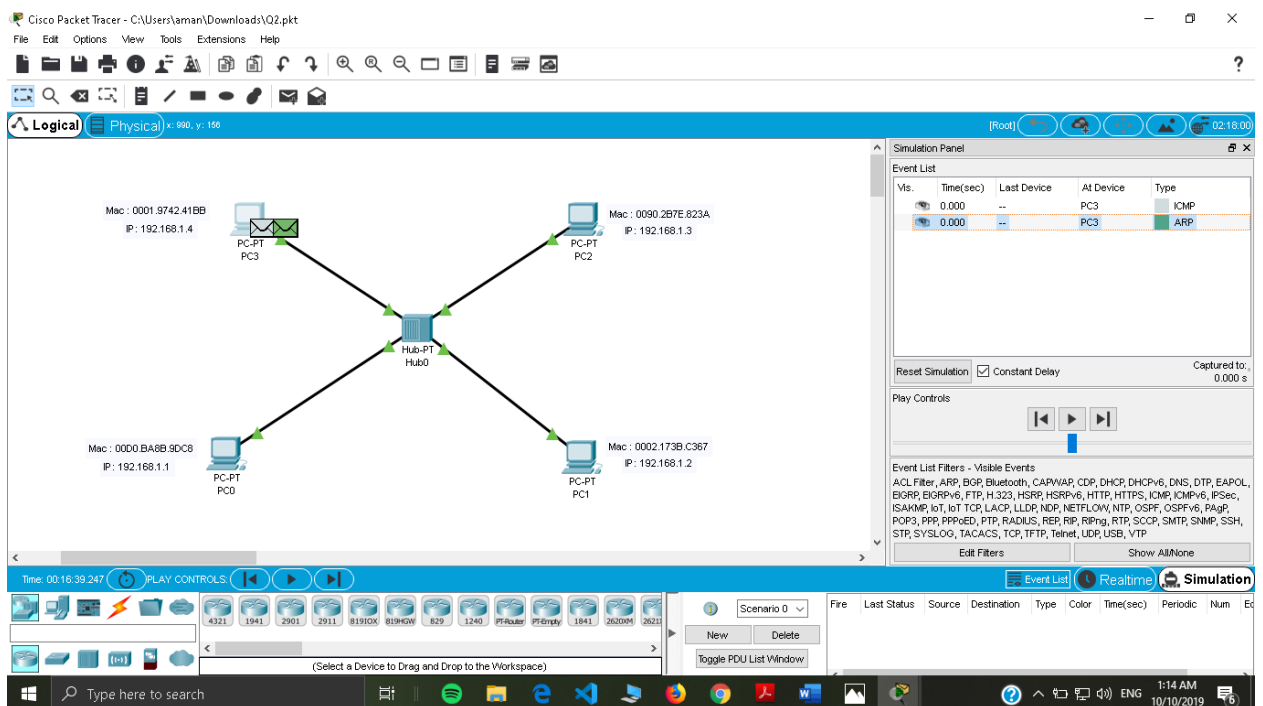 Cisco Packet Tracer - C:\Users\aman\Downloads\Q2.pkt
File Edit Options View Tools Extensions Help
Logical Physical x: 990, y: 156 [Root] 02:18:00
Mac : 0001.9742.41BB
IP : 192.168.1.4
PC-PT
PC3
Mac : 0090.2B7E.823A
IP : 192.168.1.3
PC-PT
PC2
Hub-PT
Hub0
Mac : 00D0.BA8B.9DC8
IP : 192.168.1.1
PC-PT
PC0
Mac : 0002.173B.C367
IP : 192.168.1.2
PC-PT
PC1
Simulation Panel
Event List
Vis. Time(sec) Last Device At Device Type
0.000 -- PC3 ICMP
0.000 -- PC3 ARP
Reset Simulation Constant Delay Captured to:
0.000 s
Play Controls
Event List Filters - Visible Events
ACL Filter, ARP, BGP, Bluetooth, CAPWAP, CDP, DHCP, DHCPv6, DNS, DTP, EAPOL,
EIGRP, EIGRPv6, FTP, H.323, HSRP, HSRPv6, HTTP, HTTPS, ICMP, ICMPv6, IPSec,
ISAKMP, IoT, IoT TCP, LACP, LLDP, NDP, NETFLOW, NTP, OSPF, OSPFv6, PAgP,
POP3, PPP, PPPoED, PTP, RADIUS, REP, RIP, RIPng, RTP, SCCP, SMTP, SNMP, SSH,
STP, SYSLOG, TACACS, TCP, TFTP, Telnet, UDP, USB, VTP
Edit Filters Show All/None
Time: 00:16:39.247 PLAY CONTROLS: Event List Realtime Simulation
4321 1941 2901 2911 819IOX 819HGW 829 1240 PT-Router PT-Empty 1841 2620XM 2621
(Select a Device to Drag and Drop to the Workspace)
Scenario 0
New Delete
Toggle PDU List Window
Fire Last Status Source Destination Type Color Time(sec) Periodic Num Ed
Type here to search
ENG 1:14 AM
10/10/2019
6